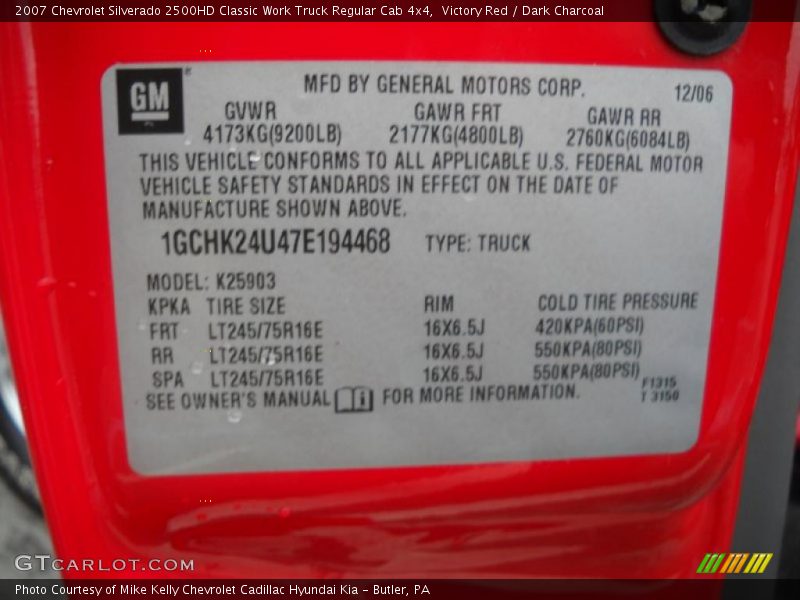 2007 Chevrolet Silverado 2500HD Classic Work Truck Regular Cab 4x4, Victory Red / Dark Charcoal
GM
MFD BY GENERAL MOTORS CORP. 12/06
GVWR GAWR FRT GAWR RR
4173KG(9200LB) 2177KG(4800LB) 2760KG(6084LB)
THIS VEHICLE CONFORMS TO ALL APPLICABLE U.S. FEDERAL MOTOR
VEHICLE SAFETY STANDARDS IN EFFECT ON THE DATE OF
MANUFACTURE SHOWN ABOVE.
1GCHK24U47E194468 TYPE: TRUCK
MODEL: K25903
KPKA TIRE SIZE RIM COLD TIRE PRESSURE
FRT LT245/75R16E 16X6.5J 420KPA(60PSI)
RR LT245/75R16E 16X6.5J 550KPA(80PSI)
SPA LT245/75R16E 16X6.5J 550KPA(80PSI)
SEE OWNER'S MANUAL FOR MORE INFORMATION.
F1315
T 3150
GTCARLOT.COM
Photo Courtesy of Mike Kelly Chevrolet Cadillac Hyundai Kia - Butler, PA